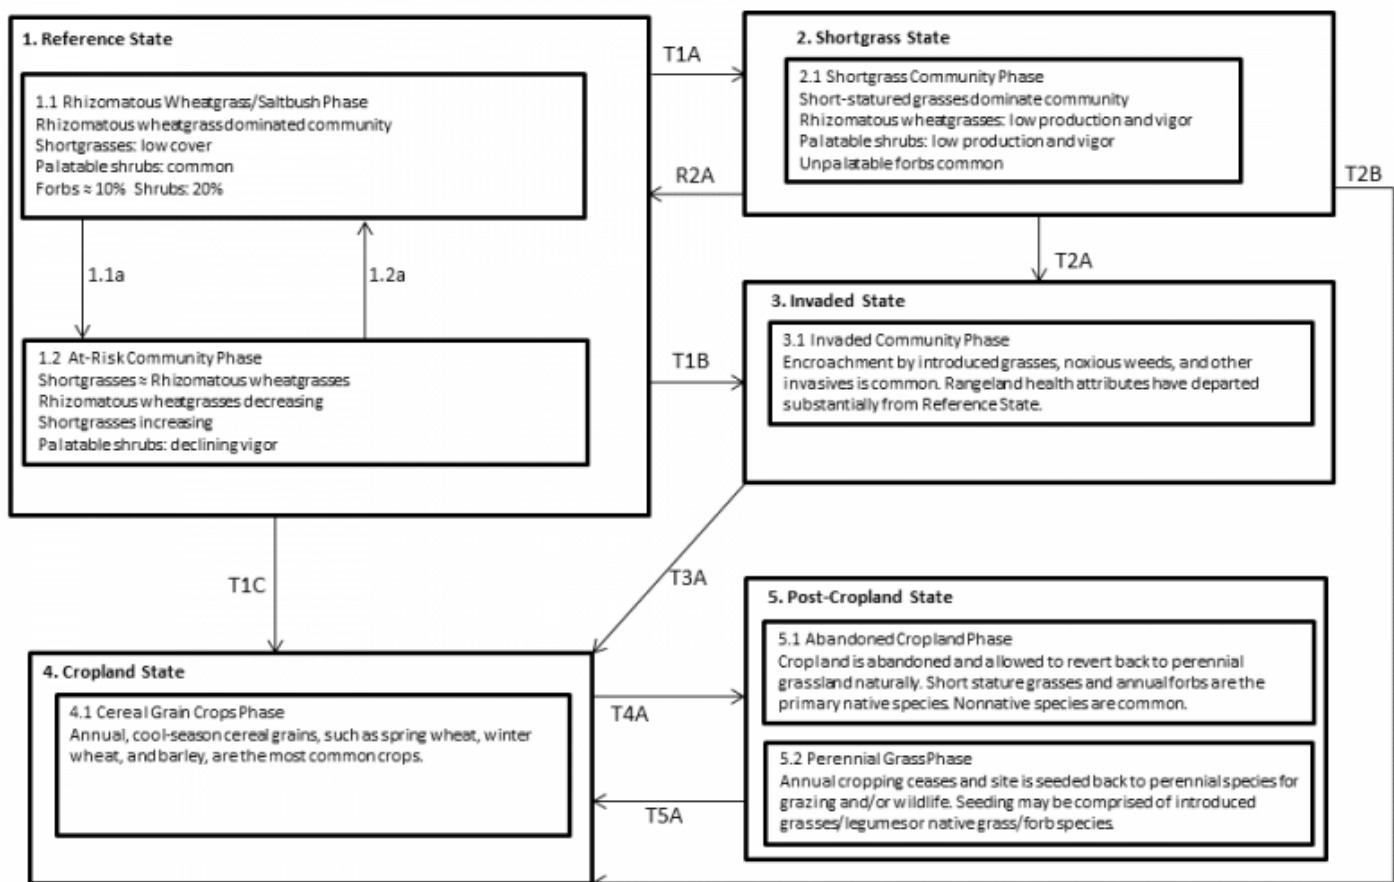 1. Reference State
1.1 Rhizomatous Wheatgrass/Saltbush Phase
Rhizomatous wheatgrass dominated community
Shortgrasses: low cover
Palatable shrubs: common
Forbs ≈ 10% Shrubs: 20%
1.1a
1.2a
1.2 At-Risk Community Phase
Shortgrasses ≈ Rhizomatous wheatgrasses
Rhizomatous wheatgrasses decreasing
Shortgrasses increasing
Palatable shrubs: declining vigor
T1A
R2A
T1B
2. Shortgrass State
2.1 Shortgrass Community Phase
Short-statured grasses dominate community
Rhizomatous wheatgrasses: low production and vigor
Palatable shrubs: low production and vigor
Unpalatable forbs common
T2B
T2A
3. Invaded State
3.1 Invaded Community Phase
Encroachment by introduced grasses, noxious weeds, and other
invasives is common. Rangeland health attributes have departed
substantially from Reference State.
T1C
T3A
4. Cropland State
4.1 Cereal Grain Crops Phase
Annual, cool-season cereal grains, such as spring wheat, winter
wheat, and barley, are the most common crops.
T4A
T5A
5. Post-Cropland State
5.1 Abandoned Cropland Phase
Cropland is abandoned and allowed to revert back to perennial
grassland naturally. Short stature grasses and annual forbs are the
primary native species. Nonnative species are common.
5.2 Perennial Grass Phase
Annual cropping ceases and site is seeded back to perennial species for
grazing and/or wildlife. Seeding may be comprised of introduced
grasses/legumes or native grass/forb species.